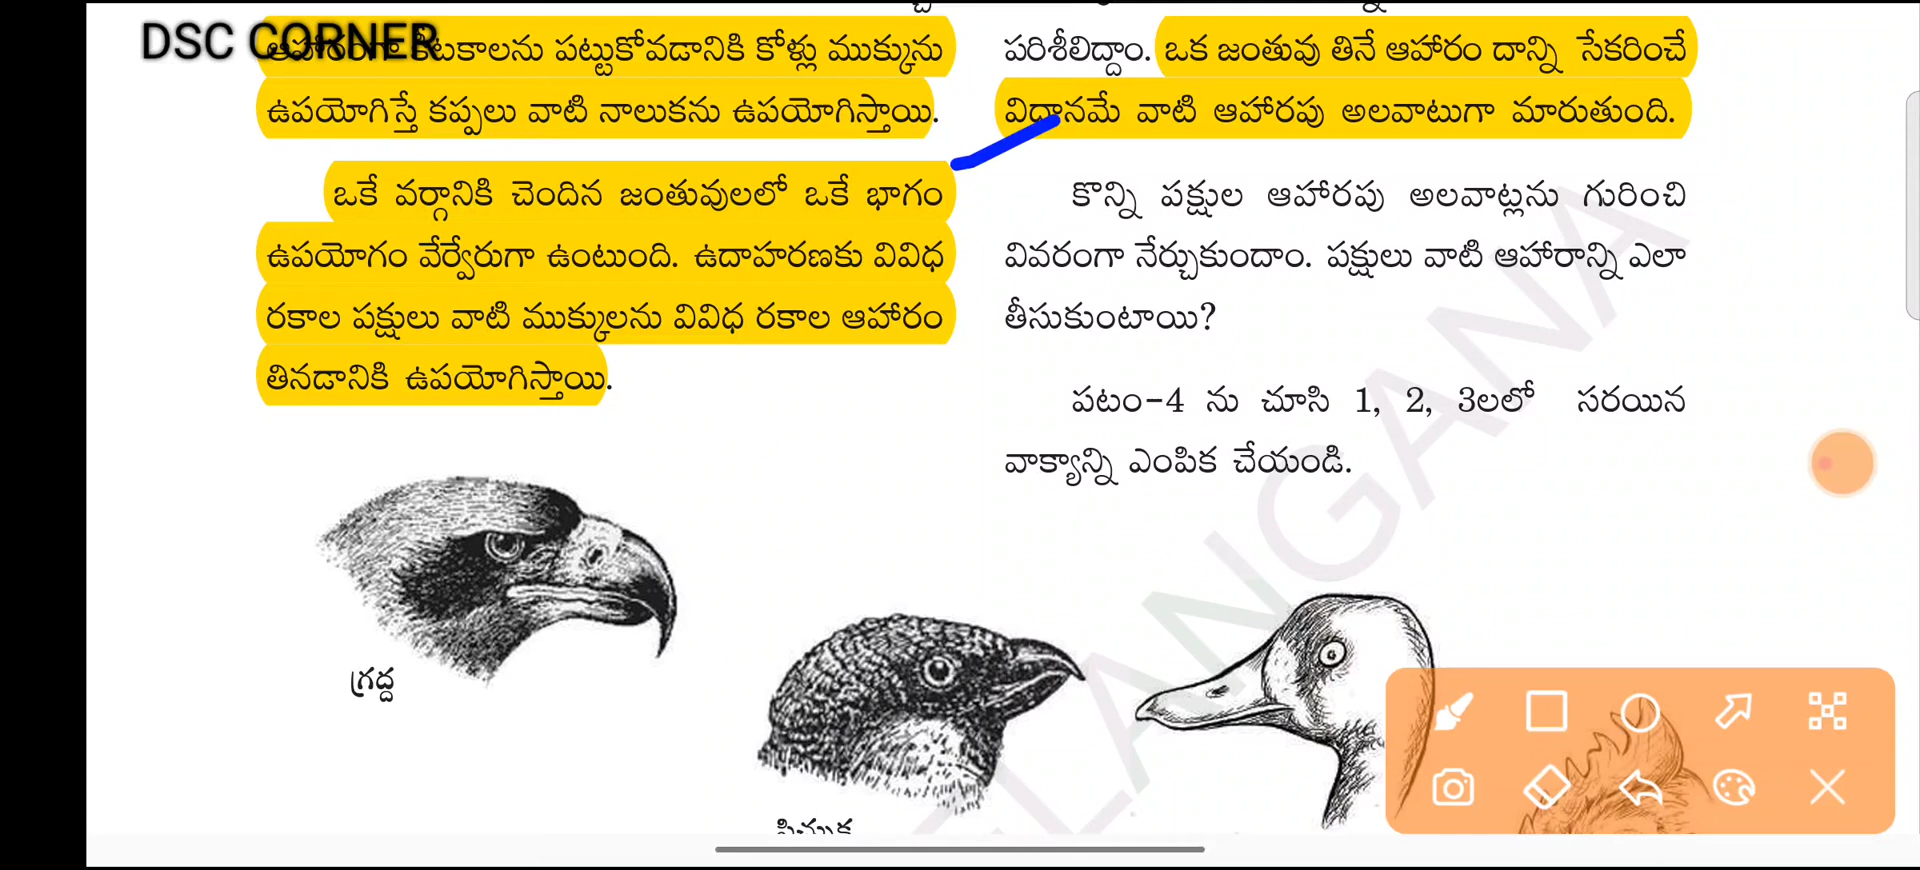 DSC CORNER
కీటకాలను పట్టుకోవడానికి కోళ్లు ముక్కును
ఉపయోగిస్తే కప్పలు వాటి నాలుకను ఉపయోగిస్తాయి.
ఒకే వర్గానికి చెందిన జంతువులలో ఒకే భాగం
ఉపయోగం వేర్వేరుగా ఉంటుంది. ఉదాహరణకు వివిధ
రకాల పక్షులు వాటి ముక్కులను వివిధ రకాల ఆహారం
తినడానికి ఉపయోగిస్తాయి.
పరిశీలిద్దాం. ఒక జంతువు తినే ఆహారం దాన్ని సేకరించే
విధానమే వాటి ఆహారపు అలవాటుగా మారుతుంది.
కొన్ని పక్షుల ఆహారపు అలవాట్లను గురించి
వివరంగా నేర్చుకుందాం. పక్షులు వాటి ఆహారాన్ని ఎలా
తీసుకుంటాయి?
పటం-4 ను చూసి 1, 2, 3లలో సరయిన
వాక్యాన్ని ఎంపిక చేయండి.
గ్రద్ద
పిచుక